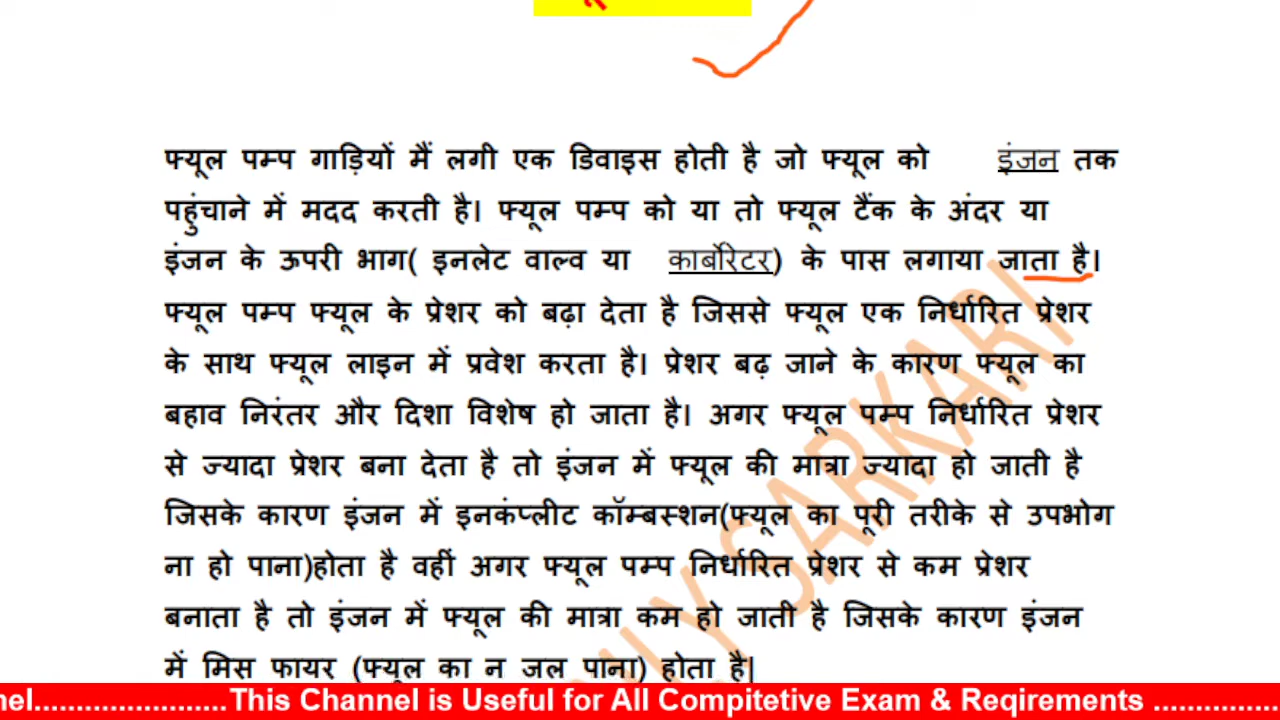 फ्यूल पम्प गाड़ियों मैं लगी एक डिवाइस होती है जो फ्यूल को इंजन तक
पहुंचाने में मदद करती है। फ्यूल पम्प को या तो फ्यूल टैंक के अंदर या
इंजन के ऊपरी भाग( इनलेट वाल्व या कार्बोरेटर) के पास लगाया जाता है।
फ्यूल पम्प फ्यूल के प्रेशर को बढ़ा देता है जिससे फ्यूल एक निर्धारित प्रेशर
के साथ फ्यूल लाइन में प्रवेश करता है। प्रेशर बढ़ जाने के कारण फ्यूल का
बहाव निरंतर और दिशा विशेष हो जाता है। अगर फ्यूल पम्प निर्धारित प्रेशर
से ज्यादा प्रेशर बना देता है तो इंजन में फ्यूल की मात्रा ज्यादा हो जाती है
जिसके कारण इंजन में इनकंप्लीट कॉम्बस्शन(फ्यूल का पूरी तरीके से उपभोग
ना हो पाना)होता है वहीं अगर फ्यूल पम्प निर्धारित प्रेशर से कम प्रेशर
बनाता है तो इंजन में फ्यूल की मात्रा कम हो जाती है जिसके कारण इंजन
में मिस फायर (फ्यूल का न जल पाना) होता है|
SARKARI
nel.......................This Channel is Useful for All Compitetive Exam & Reqirements ...............